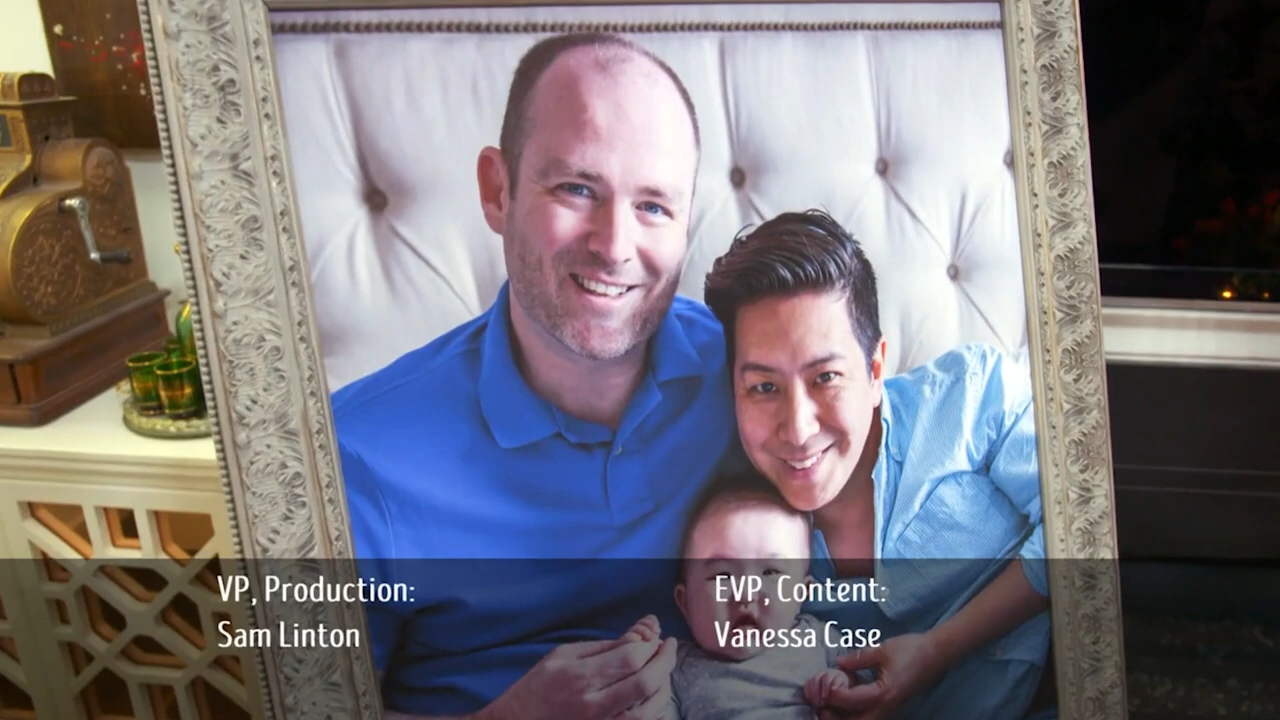 VP, Production:
Sam Linton
EVP, Content:
Vanessa Case